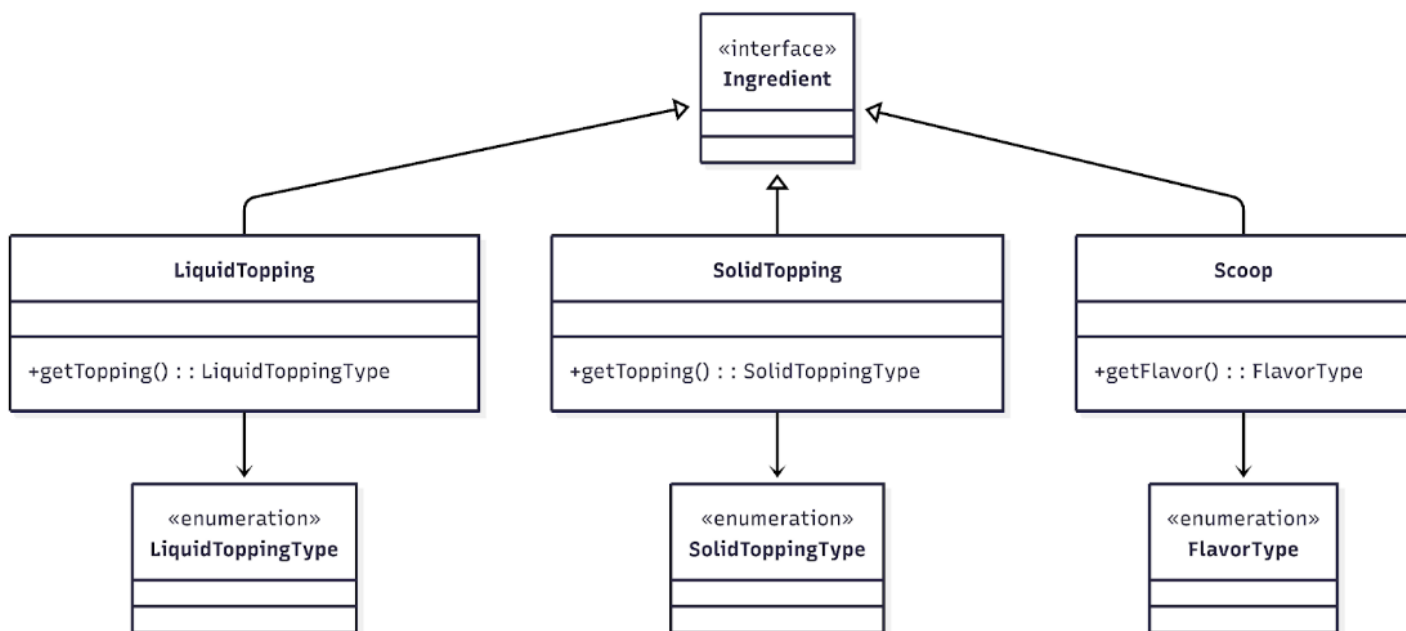 «interface»
Ingredient
LiquidTopping
+getTopping() : : LiquidToppingType
SolidTopping
+getTopping() : : SolidToppingType
Scoop
+getFlavor() : : FlavorType
«enumeration»
LiquidToppingType
«enumeration»
SolidToppingType
«enumeration»
FlavorType